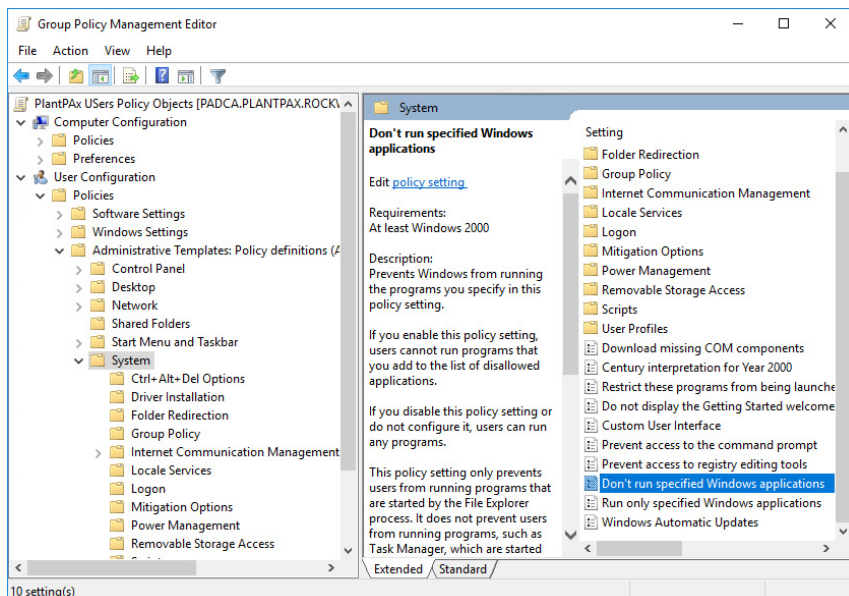 Group Policy Management Editor
File Action View Help
PlantPAx USers Policy Objects [PADCA.PLANTPAX.ROCKW
Computer Configuration
Policies
Preferences
User Configuration
Policies
Software Settings
Windows Settings
Administrative Templates: Policy definitions (A
Control Panel
Desktop
Network
Shared Folders
Start Menu and Taskbar
System
Ctrl+Alt+Del Options
Driver Installation
Folder Redirection
Group Policy
Internet Communication Management
Locale Services
Logon
Mitigation Options
Power Management
Removable Storage Access
System
Don't run specified Windows
applications
Edit policy setting
Requirements:
At least Windows 2000
Description:
Prevents Windows from running
the programs you specify in this
policy setting.
If you enable this policy setting,
users cannot run programs that
you add to the list of disallowed
applications.
If you disable this policy setting or
do not configure it, users can run
any programs.
This policy setting only prevents
users from running programs that
are started by the File Explorer
process. It does not prevent users
from running programs, such as
Task Manager, which are started
Setting
Folder Redirection
Group Policy
Internet Communication Management
Locale Services
Logon
Mitigation Options
Power Management
Removable Storage Access
Scripts
User Profiles
Download missing COM components
Century interpretation for Year 2000
Restrict these programs from being launche
Do not display the Getting Started welcome
Custom User Interface
Prevent access to the command prompt
Prevent access to registry editing tools
Don't run specified Windows applications
Run only specified Windows applications
Windows Automatic Updates
Extended Standard
10 setting(s)